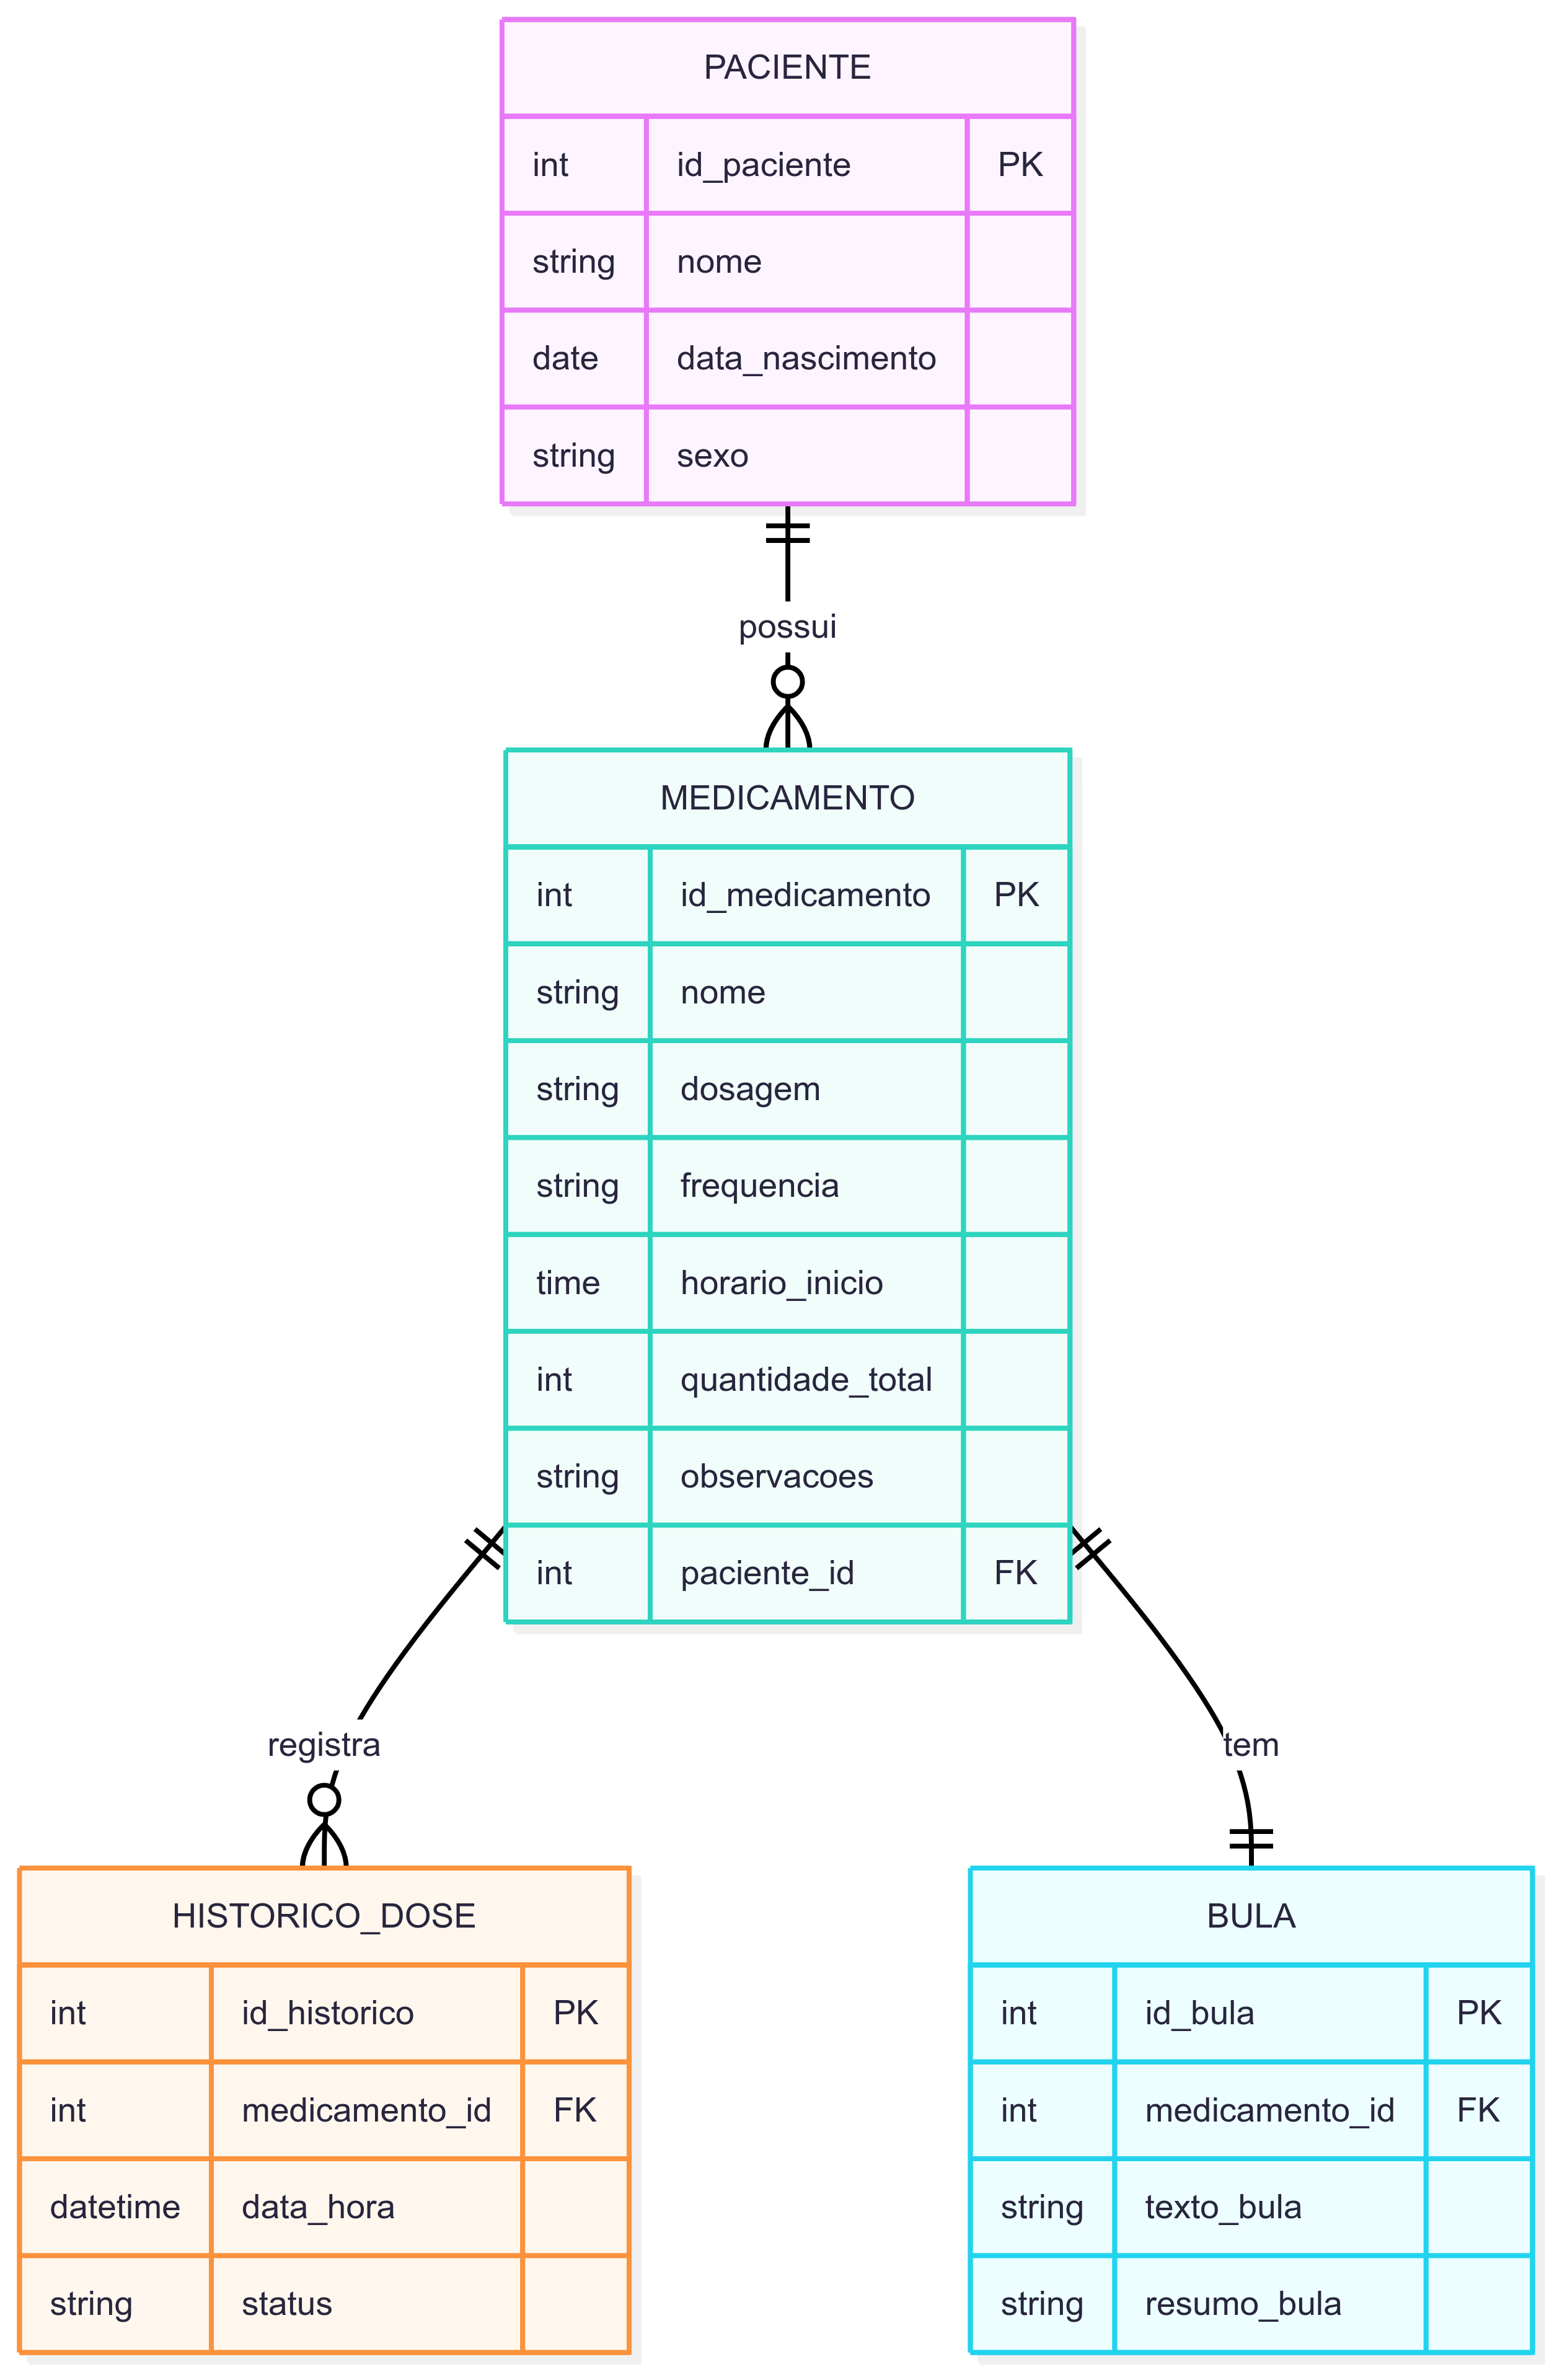 PACIENTE
int id_paciente PK
string nome
date data_nascimento
string sexo
possui
MEDICAMENTO
int id_medicamento PK
string nome
string dosagem
string frequencia
time horario_inicio
int quantidade_total
string observacoes
int paciente_id FK
registra
tem
HISTORICO_DOSE
int id_historico PK
int medicamento_id FK
datetime data_hora
string status
BULA
int id_bula PK
int medicamento_id FK
string texto_bula
string resumo_bula